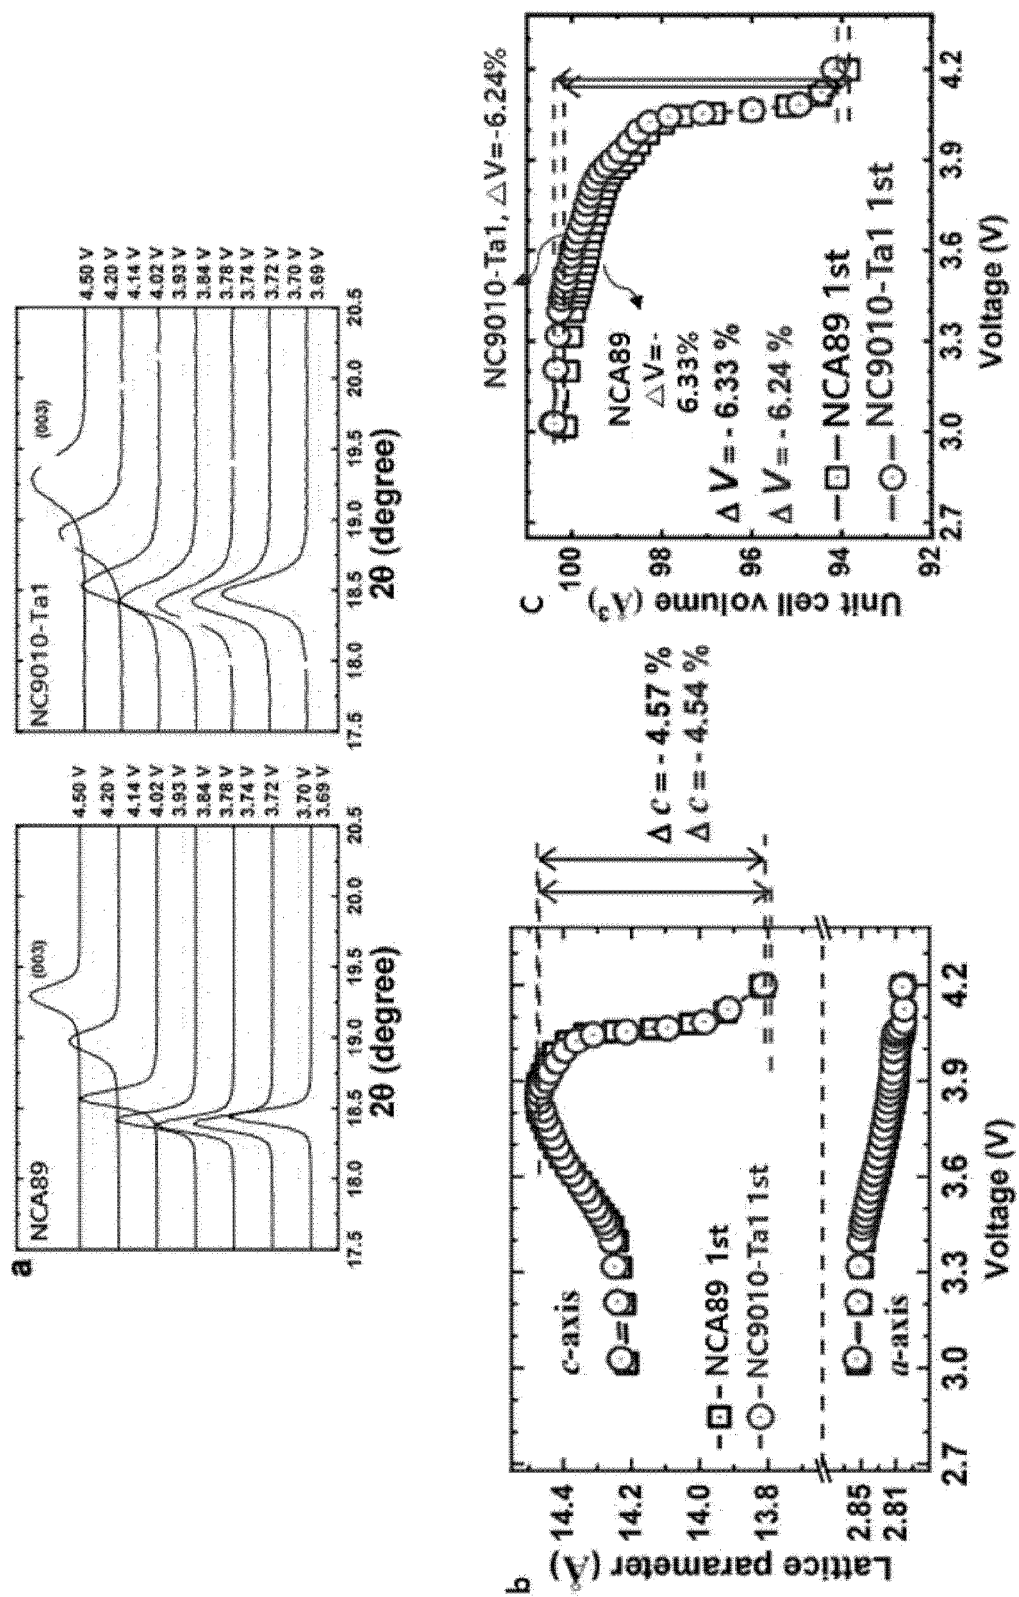 a
NCA89
(003)
4.50 V
4.20 V
4.14 V
4.02 V
3.93 V
3.84 V
3.78 V
3.74 V
3.72 V
3.70 V
3.69 V
17.5 18.0 18.5 19.0 19.5 20.0 20.5
2θ (degree)
NC9010-Ta1
(003)
4.50 V
4.20 V
4.14 V
4.02 V
3.93 V
3.84 V
3.78 V
3.74 V
3.72 V
3.70 V
3.69 V
17.5 18.0 18.5 19.0 19.5 20.0 20.5
2θ (degree)
b
Lattice parameter (Å)
14.4
14.2
14.0
13.8
2.85
2.81
c-axis
NCA89 1st
NC9010-Ta1 1st
a-axis
Δ c = - 4.57 %
Δ c = - 4.54 %
2.7 3.0 3.3 3.6 3.9 4.2
Voltage (V)
c
Unit cell volume (Å³)
100
98
96
94
92
NC9010-Ta1, △V=-6.24%
NCA89
△V=-
6.33%
Δ V = - 6.33 %
Δ V = - 6.24 %
NCA89 1st
NC9010-Ta1 1st
2.7 3.0 3.3 3.6 3.9 4.2
Voltage (V)